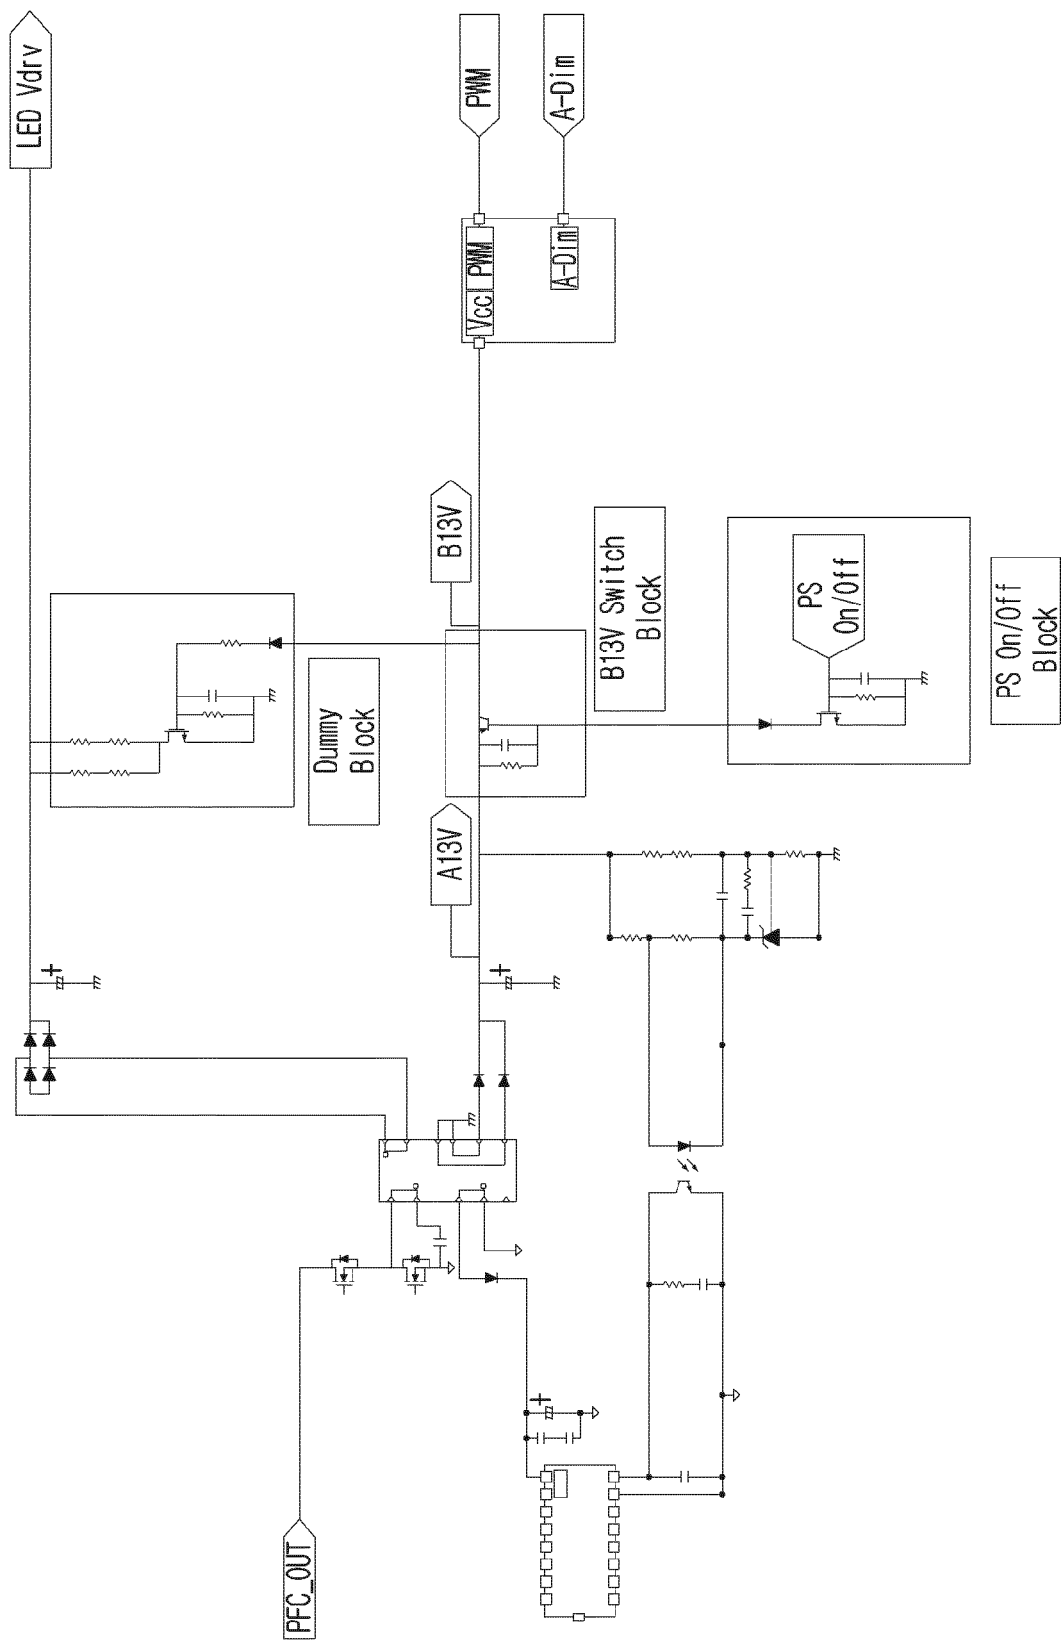 LED Vdrv
PWM
A-Dim
Vcc
PWM
A-Dim
B13V
B13V Switch
Block
PS
On/Off
PS On/Off
Block
Dummy
Block
A13V
PFC_OUT